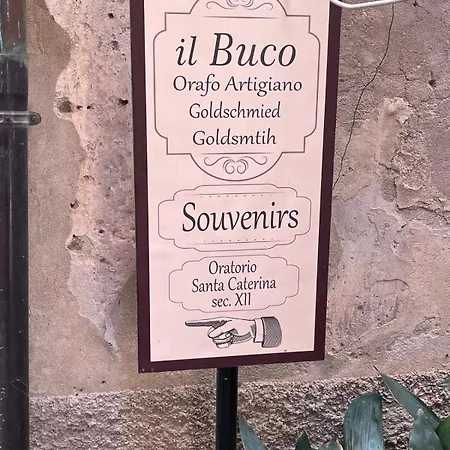 il Buco
Orafo Artigiano
Goldschmied
Goldsmtih
Souvenirs
Oratorio
Santa Caterina
sec. XII